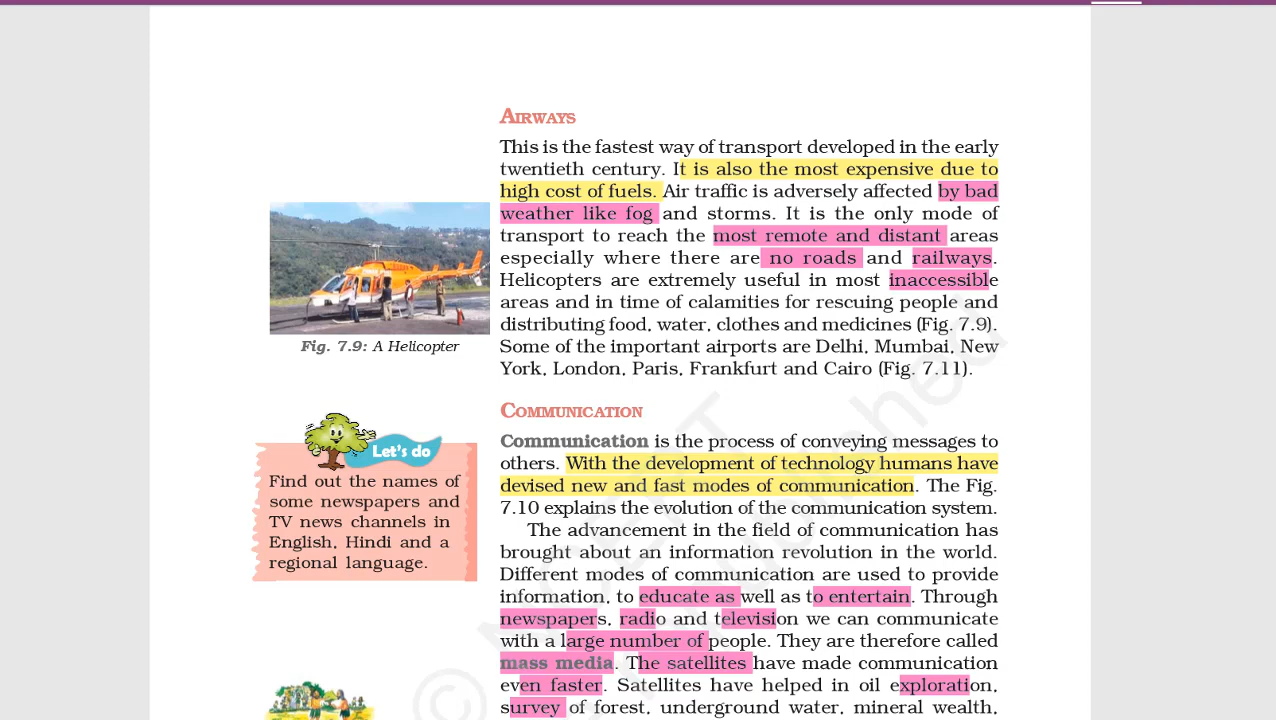 AIRWAYS
This is the fastest way of transport developed in the early
twentieth century. It is also the most expensive due to
high cost of fuels. Air traffic is adversely affected by bad
weather like fog and storms. It is the only mode of
transport to reach the most remote and distant areas
especially where there are no roads and railways.
Helicopters are extremely useful in most inaccessible
areas and in time of calamities for rescuing people and
distributing food, water, clothes and medicines (Fig. 7.9).
Some of the important airports are Delhi, Mumbai, New
York, London, Paris, Frankfurt and Cairo (Fig. 7.11).
Fig. 7.9: A Helicopter
COMMUNICATION
Communication is the process of conveying messages to
others. With the development of technology humans have
devised new and fast modes of communication. The Fig.
7.10 explains the evolution of the communication system.
The advancement in the field of communication has
brought about an information revolution in the world.
Different modes of communication are used to provide
information, to educate as well as to entertain. Through
newspapers, radio and television we can communicate
with a large number of people. They are therefore called
mass media. The satellites have made communication
even faster. Satellites have helped in oil exploration,
survey of forest, underground water, mineral wealth,
Let's do
Find out the names of
some newspapers and
TV news channels in
English, Hindi and a
regional language.